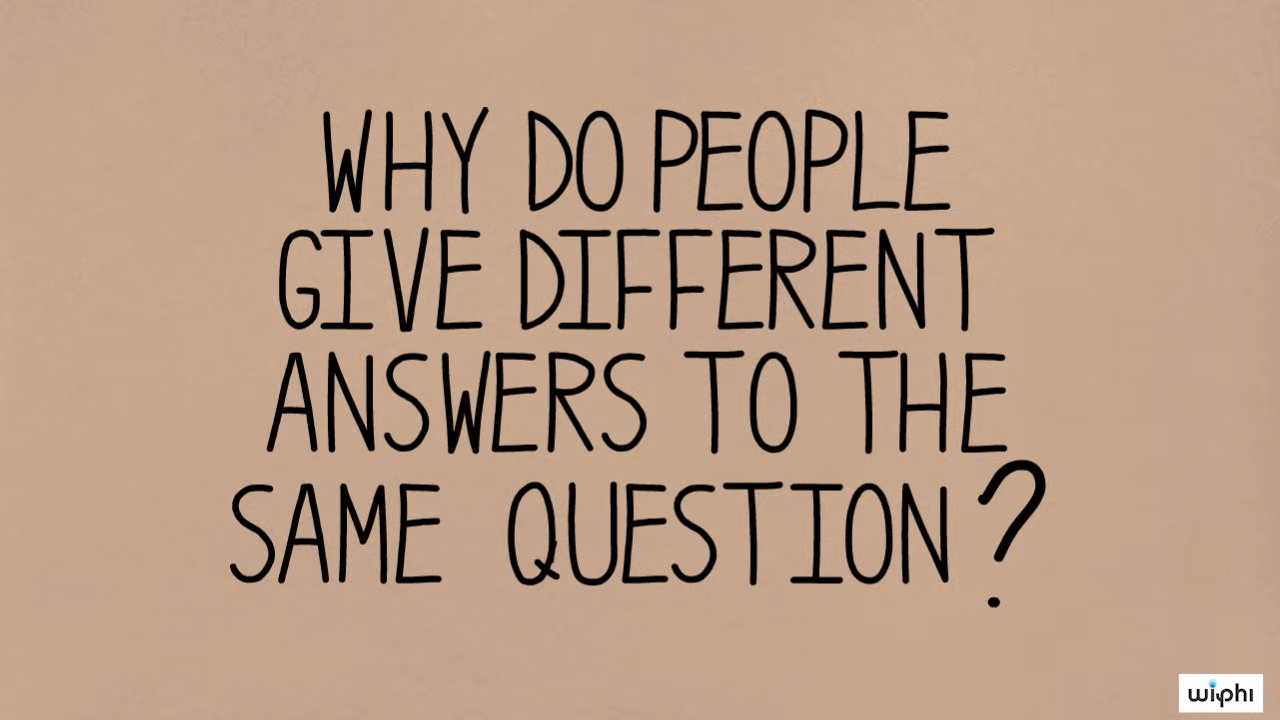 WHY DO PEOPLE
GIVE DIFFERENT
ANSWERS TO THE
SAME QUESTION?
wiphi